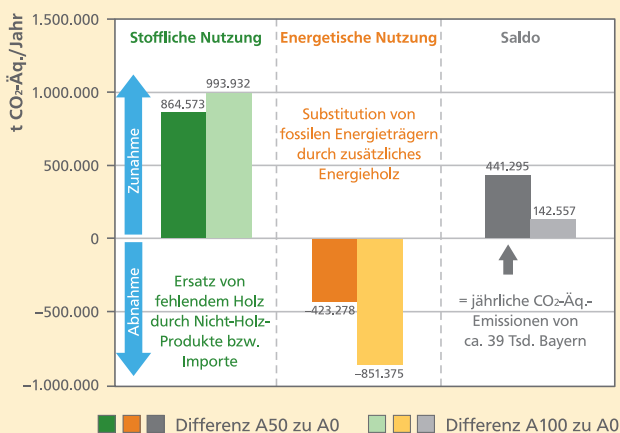 t CO₂-Äq./Jahr
1.500.000
1.000.000
500.000
0
−500.000
−1.000.000
Zunahme
Abnahme
Stoffliche Nutzung
864.573
993.932
Ersatz von
fehlendem Holz
durch Nicht-Holz-
Produkte bzw.
Importe
Energetische Nutzung
Substitution von
fossilen Energieträgern
durch zusätzliches
Energieholz
−423.278
−851.375
Saldo
441.295
142.557
= jährliche CO₂-Äq.-
Emissionen von
ca. 39 Tsd. Bayern
Differenz A50 zu A0
Differenz A100 zu A0